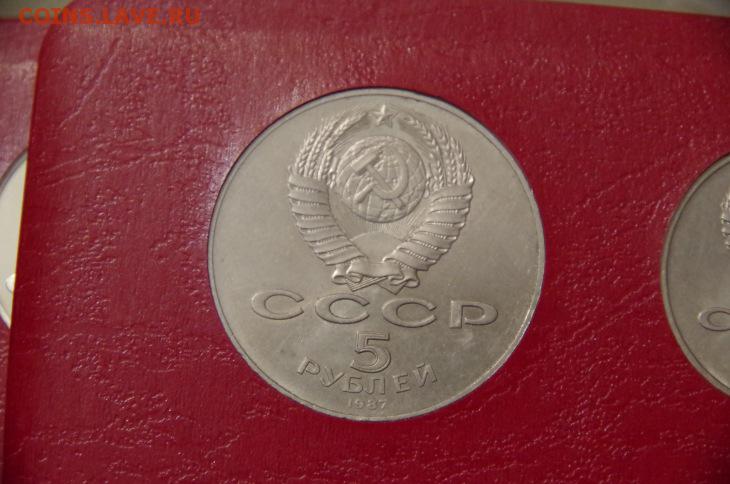 COINS.LAVE.RU
СССР
5
РУБЛЕЙ
1987
С